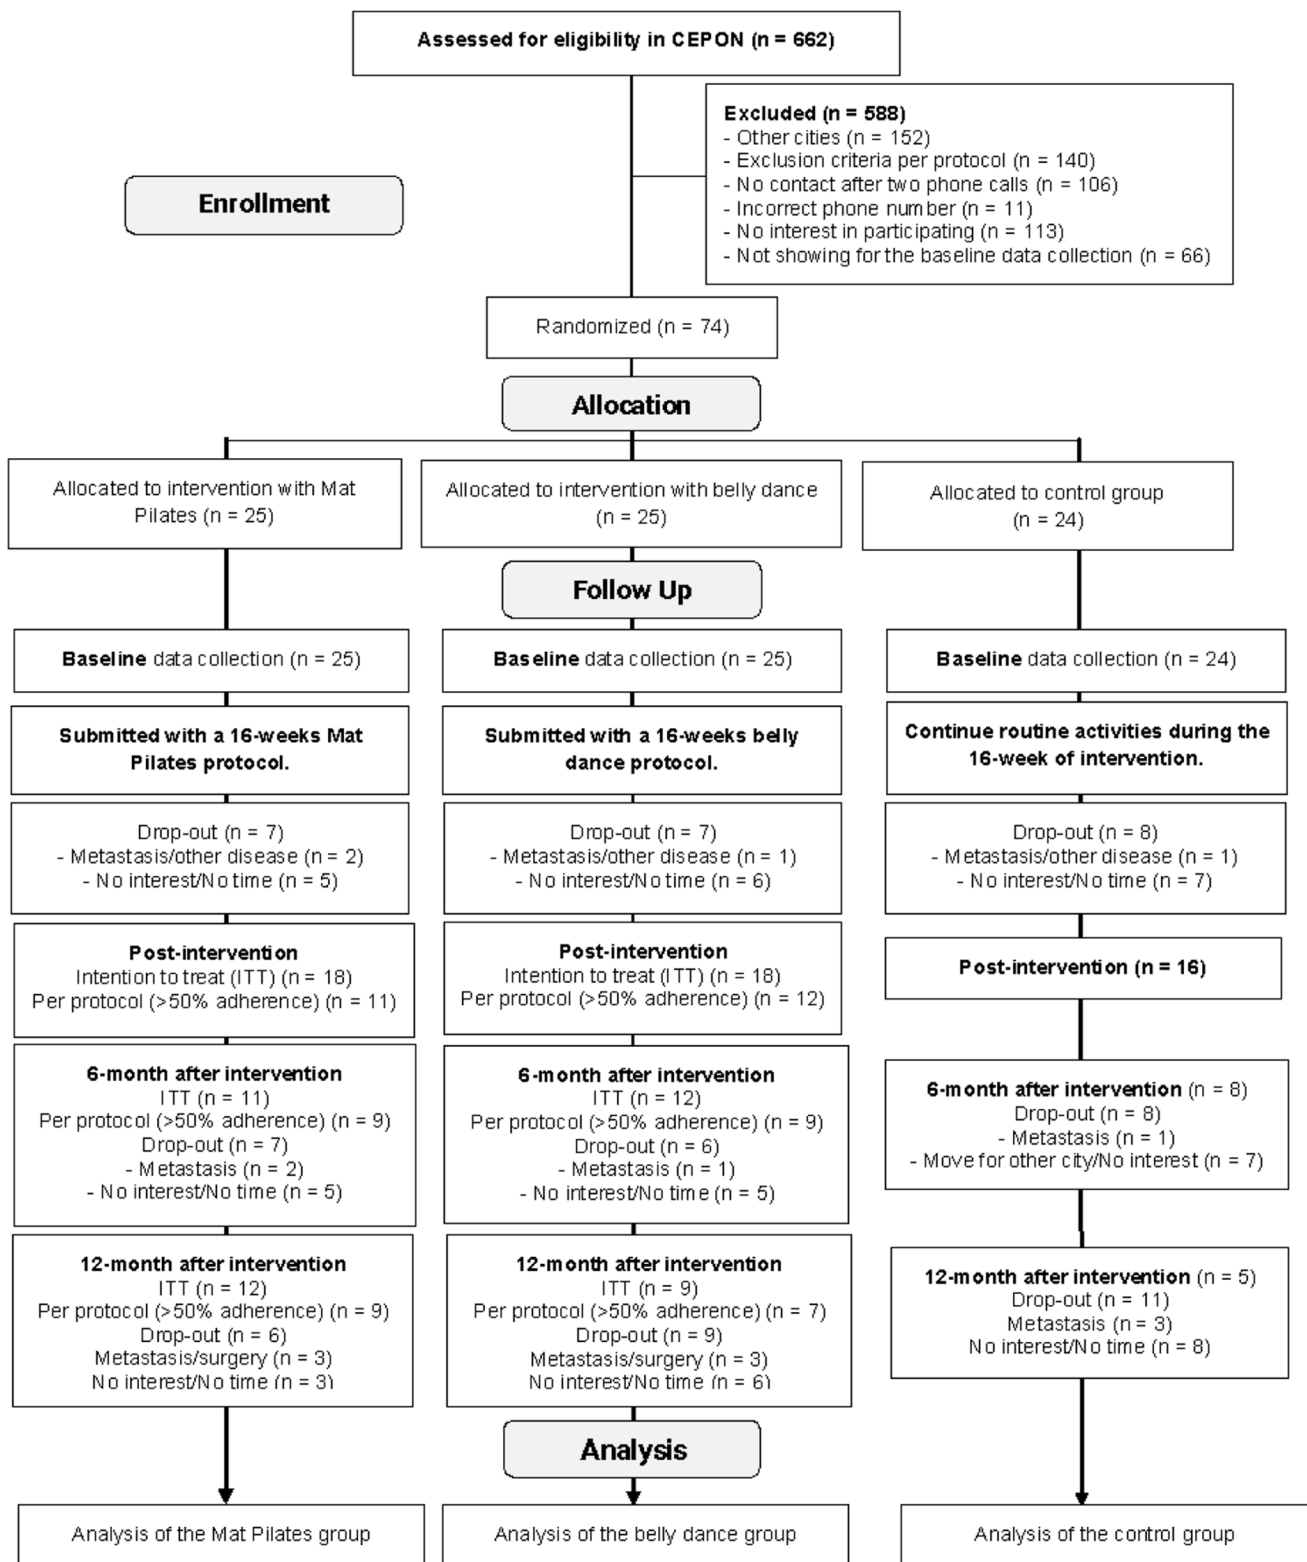 Assessed for eligibility in CEPON (n = 662)
Excluded (n = 588)
- Other cities (n = 152)
- Exclusion criteria per protocol (n = 140)
- No contact after two phone calls (n = 106)
- Incorrect phone number (n = 11)
- No interest in participating (n = 113)
- Not showing for the baseline data collection (n = 66)
Enrollment
Randomized (n = 74)
Allocation
Allocated to intervention with Mat
Pilates (n = 25)
Allocated to intervention with belly dance
(n = 25)
Allocated to control group
(n = 24)
Follow Up
Baseline data collection (n = 25)
Baseline data collection (n = 25)
Baseline data collection (n = 24)
Submitted with a 16-weeks Mat
Pilates protocol.
Submitted with a 16-weeks belly
dance protocol.
Continue routine activities during the
16-week of intervention.
Drop-out (n = 7)
- Metastasis/other disease (n = 2)
- No interest/No time (n = 5)
Drop-out (n = 7)
- Metastasis/other disease (n = 1)
- No interest/No time (n = 6)
Drop-out (n = 8)
- Metastasis/other disease (n = 1)
- No interest/No time (n = 7)
Post-intervention
Intention to treat (ITT) (n = 18)
Per protocol (>50% adherence) (n = 11)
Post-intervention
Intention to treat (ITT) (n = 18)
Per protocol (>50% adherence) (n = 12)
Post-intervention (n = 16)
6-month after intervention
ITT (n = 11)
Per protocol (>50% adherence) (n = 9)
Drop-out (n = 7)
- Metastasis (n = 2)
- No interest/No time (n = 5)
6-month after intervention
ITT (n = 12)
Per protocol (>50% adherence) (n = 9)
Drop-out (n = 6)
- Metastasis (n = 1)
- No interest/No time (n = 5)
6-month after intervention (n = 8)
Drop-out (n = 8)
- Metastasis (n = 1)
- Move for other city/No interest (n = 7)
12-month after intervention
ITT (n = 12)
Per protocol (>50% adherence) (n = 9)
Drop-out (n = 6)
Metastasis/surgery (n = 3)
No interest/No time (n = 3)
12-month after intervention
ITT (n = 9)
Per protocol (>50% adherence) (n = 7)
Drop-out (n = 9)
Metastasis/surgery (n = 3)
No interest/No time (n = 6)
12-month after intervention (n = 5)
Drop-out (n = 11)
Metastasis (n = 3)
No interest/No time (n = 8)
Analysis
Analysis of the Mat Pilates group
Analysis of the belly dance group
Analysis of the control group